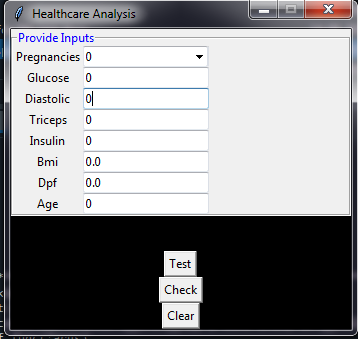 Healthcare Analysis
Provide Inputs
Pregnancies 0
Glucose 0
Diastolic 0
Triceps 0
Insulin 0
Bmi 0.0
Dpf 0.0
Age 0
Test
Check
Clear